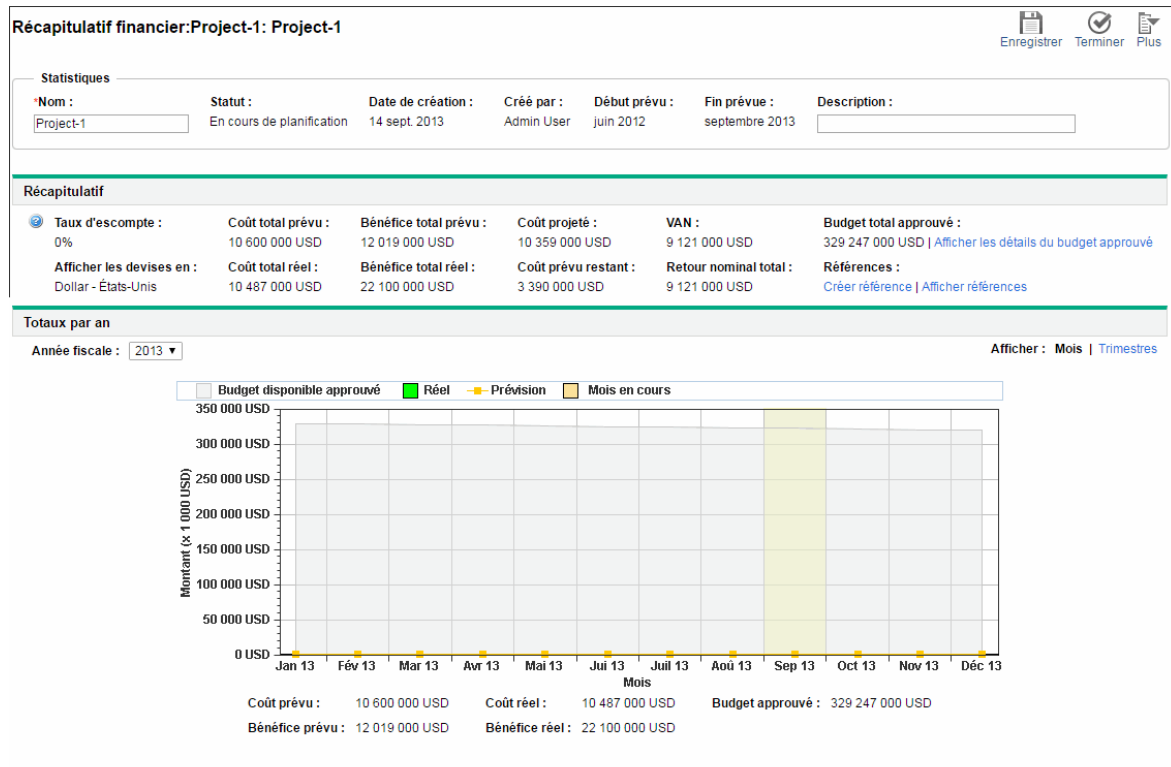 Récapitulatif financier:Project-1: Project-1
Enregistrer Terminer Plus
Statistiques
*Nom : Statut : Date de création : Créé par : Début prévu : Fin prévue : Description :
Project-1 En cours de planification 14 sept. 2013 Admin User juin 2012 septembre 2013
Récapitulatif
Taux d'escompte : Coût total prévu : Bénéfice total prévu : Coût projeté : VAN : Budget total approuvé :
0% 10 600 000 USD 12 019 000 USD 10 359 000 USD 9 121 000 USD 329 247 000 USD | Afficher les détails du budget approuvé
Afficher les devises en : Coût total réel : Bénéfice total réel : Coût prévu restant : Retour nominal total : Références :
Dollar - États-Unis 10 487 000 USD 22 100 000 USD 3 390 000 USD 9 121 000 USD Créer référence | Afficher références
Totaux par an
Année fiscale : 2013 Afficher : Mois | Trimestres
Budget disponible approuvé Réel Prévision Mois en cours
350 000 USD
300 000 USD
250 000 USD
200 000 USD
150 000 USD
100 000 USD
50 000 USD
0 USD
Montant (x 1 000 USD)
Jan 13 Fév 13 Mar 13 Avr 13 Mai 13 Jui 13 Juil 13 Aoû 13 Sep 13 Oct 13 Nov 13 Déc 13
Mois
Coût prévu : 10 600 000 USD Coût réel : 10 487 000 USD Budget approuvé : 329 247 000 USD
Bénéfice prévu : 12 019 000 USD Bénéfice réel : 22 100 000 USD